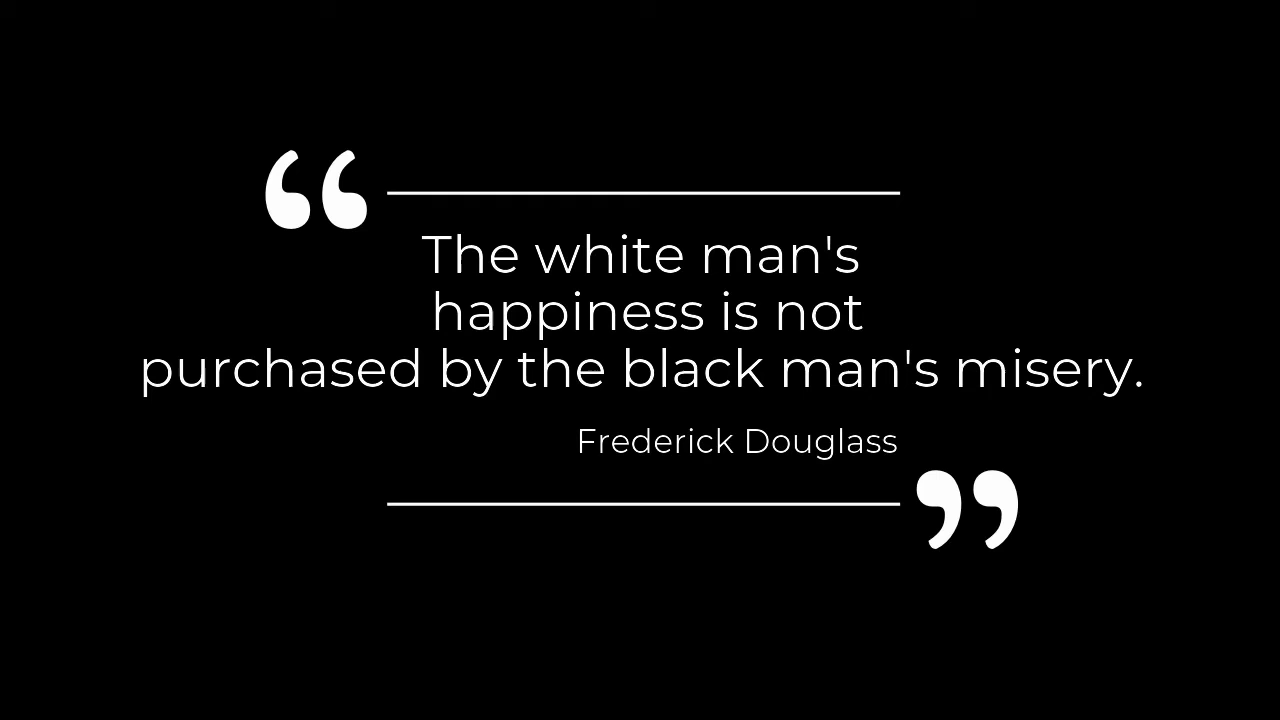 “
The white man's
happiness is not
purchased by the black man's misery.
Frederick Douglass
”